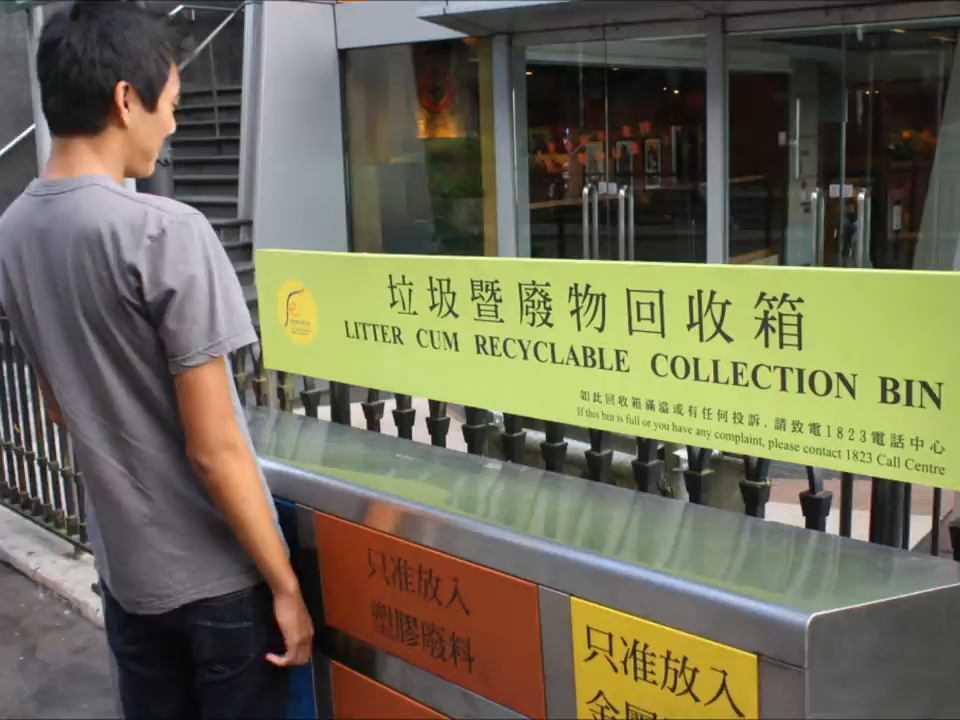 垃圾暨廢物回收箱
LITTER CUM RECYCLABLE COLLECTION BIN
如此回收箱滿溢或有任何投訴，請致電1823電話中心
If this bin is full or you have any complaint, please contact 1823 Call Centre
只准放入
塑膠廢料
只准放入
金屬